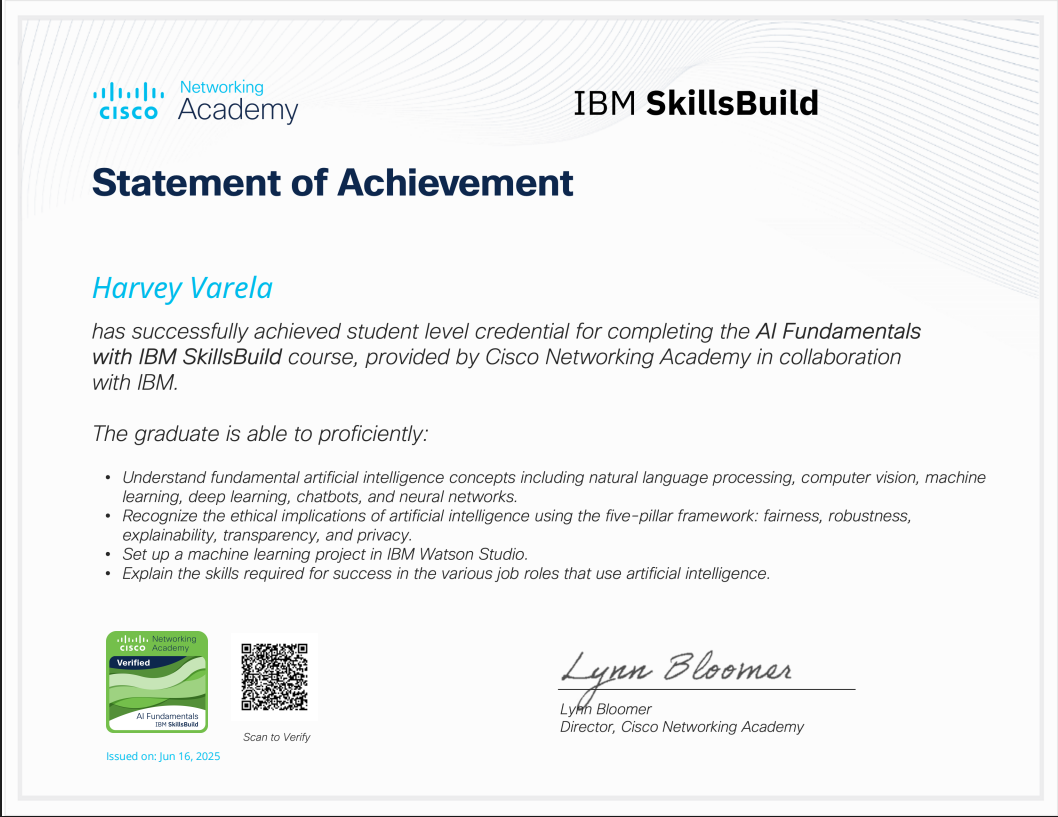 Networking
CISCO Academy
IBM SkillsBuild
Statement of Achievement
Harvey Varela
has successfully achieved student level credential for completing the AI Fundamentals
with IBM SkillsBuild course, provided by Cisco Networking Academy in collaboration
with IBM.
The graduate is able to proficiently:
• Understand fundamental artificial intelligence concepts including natural language processing, computer vision, machine
learning, deep learning, chatbots, and neural networks.
• Recognize the ethical implications of artificial intelligence using the five-pillar framework: fairness, robustness,
explainability, transparency, and privacy.
• Set up a machine learning project in IBM Watson Studio.
• Explain the skills required for success in the various job roles that use artificial intelligence.
Networking
CISCO Academy
Verified
AI Fundamentals
IBM SkillsBuild
Scan to Verify
Issued on: Jun 16, 2025
Lynn Bloomer
Lynn Bloomer
Director, Cisco Networking Academy